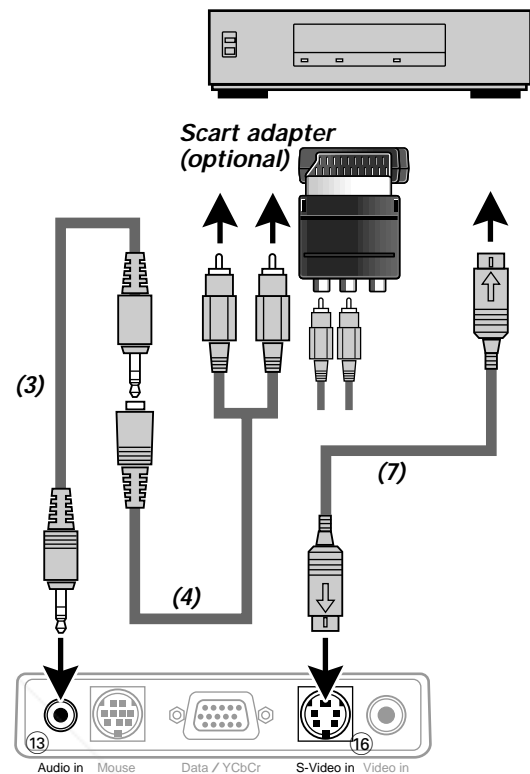 Scart adapter
(optional)
(3)
(7)
(4)
13
16
Audio in Mouse Data / YCbCr S-Video in Video in